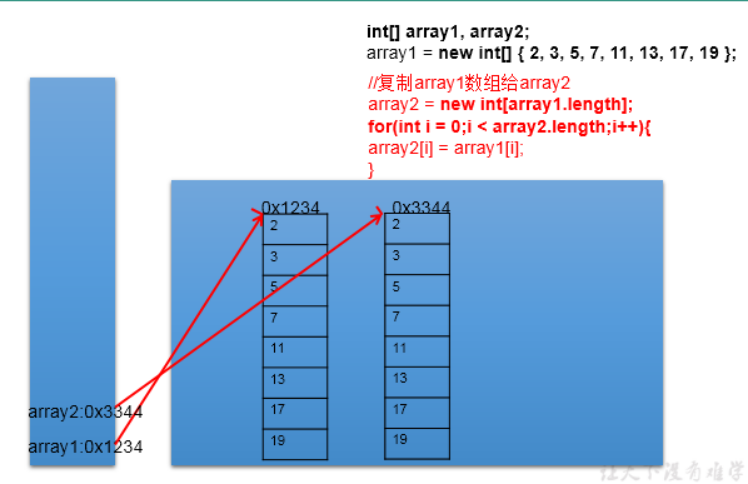 int[] array1, array2;
array1 = new int[] { 2, 3, 5, 7, 11, 13, 17, 19 };
//复制array1数组给array2
array2 = new int[array1.length];
for(int i = 0;i < array2.length;i++){
array2[i] = array1[i];
}
0x1234
0x3344
2
2
3
3
5
5
7
7
11
11
13
13
17
17
19
19
array2:0x3344
array1:0x1234
让天下没有难学